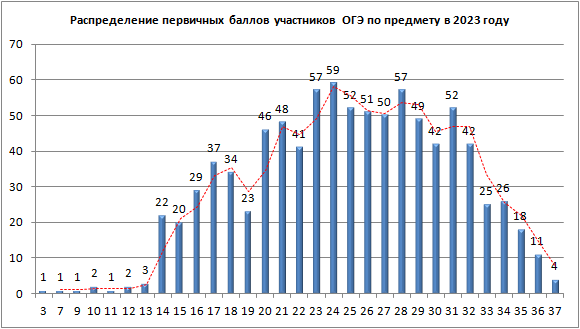 Распределение первичных баллов участников ОГЭ по предмету в 2023 году
70
60
50
40
30
20
10
0
1 1 1 2 1 2 3 22 20 29 37 34 23 46 48 41 57 59 52 51 50 57 49 42 52 42 25 26 18 11 4
3 7 9 10 11 12 13 14 15 16 17 18 19 20 21 22 23 24 25 26 27 28 29 30 31 32 33 34 35 36 37